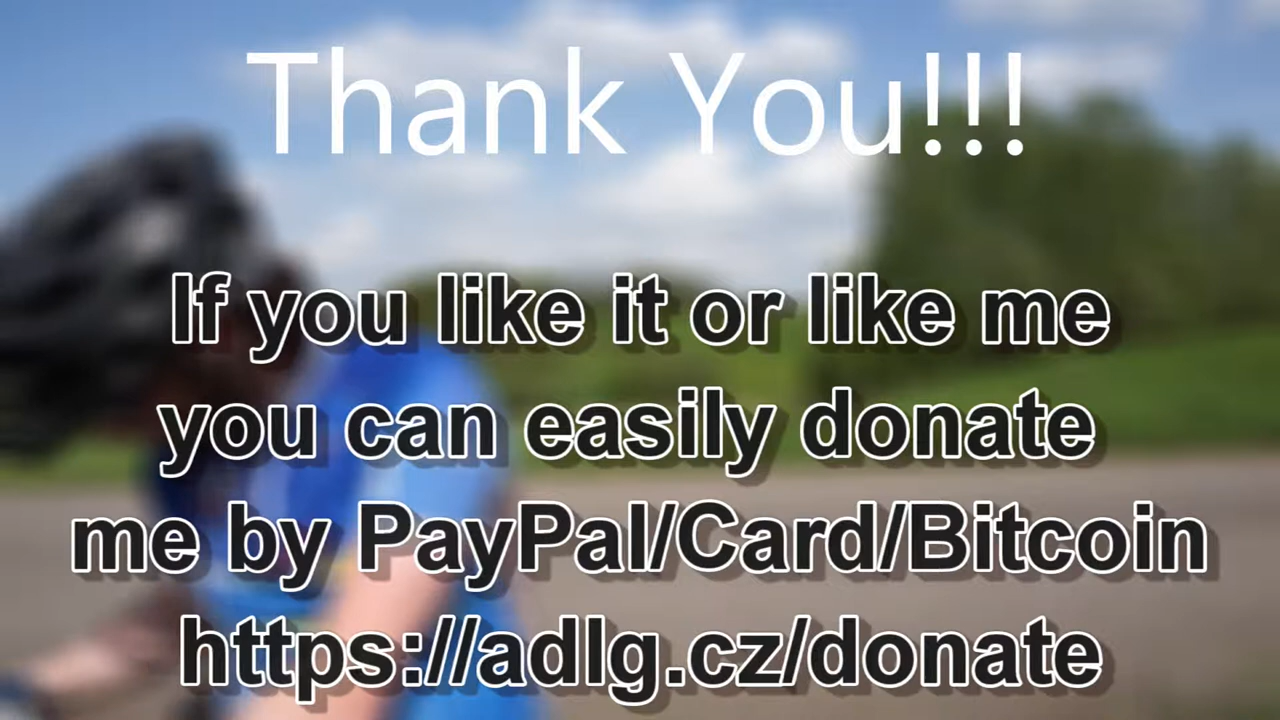 Thank You!!!
If you like it or like me
you can easily donate
me by PayPal/Card/Bitcoin
https://adlg.cz/donate